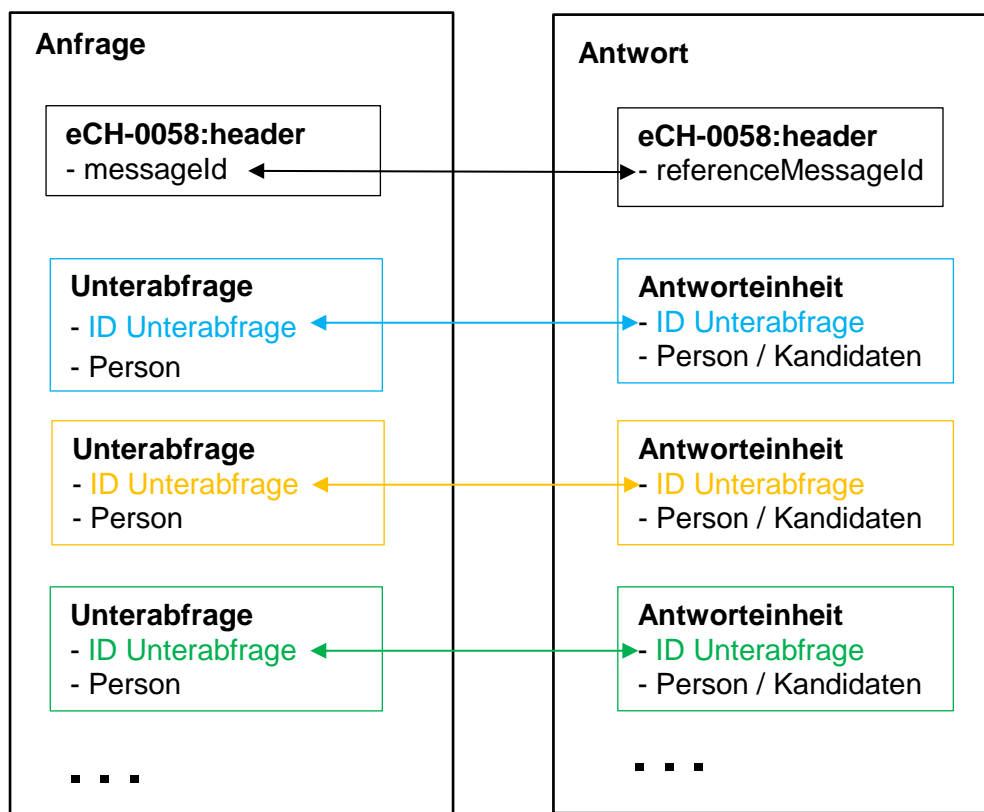 Anfrage
eCH-0058:header
- messageId
Unterabfrage
- ID Unterabfrage
- Person
Unterabfrage
- ID Unterabfrage
- Person
Unterabfrage
- ID Unterabfrage
- Person
. . .
Antwort
eCH-0058:header
- referenceMessageId
Antworteinheit
- ID Unterabfrage
- Person / Kandidaten
Antworteinheit
- ID Unterabfrage
- Person / Kandidaten
Antworteinheit
- ID Unterabfrage
- Person / Kandidaten
. . .